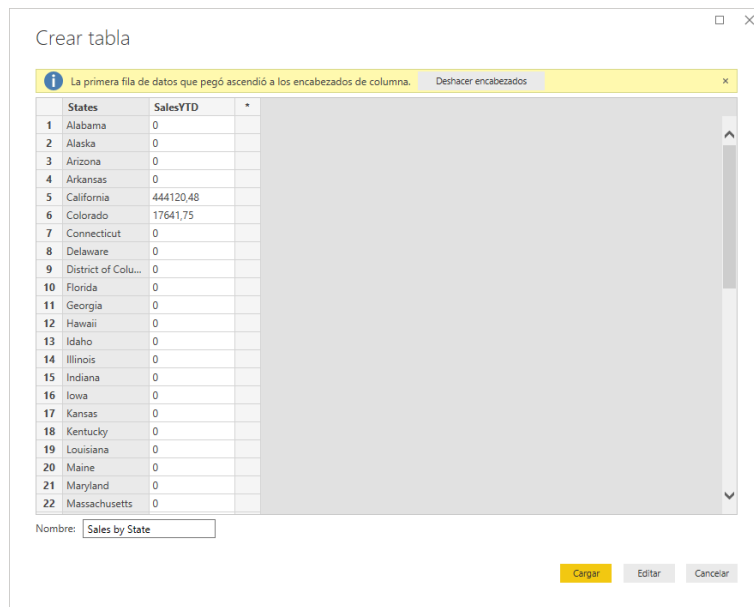 Crear tabla
La primera fila de datos que pegó ascendió a los encabezados de columna. Deshacer encabezados
States SalesYTD *
1 Alabama 0
2 Alaska 0
3 Arizona 0
4 Arkansas 0
5 California 444120,48
6 Colorado 17641,75
7 Connecticut 0
8 Delaware 0
9 District of Colu... 0
10 Florida 0
11 Georgia 0
12 Hawaii 0
13 Idaho 0
14 Illinois 0
15 Indiana 0
16 Iowa 0
17 Kansas 0
18 Kentucky 0
19 Louisiana 0
20 Maine 0
21 Maryland 0
22 Massachusetts 0
Nombre: Sales by State
Cargar Editar Cancelar